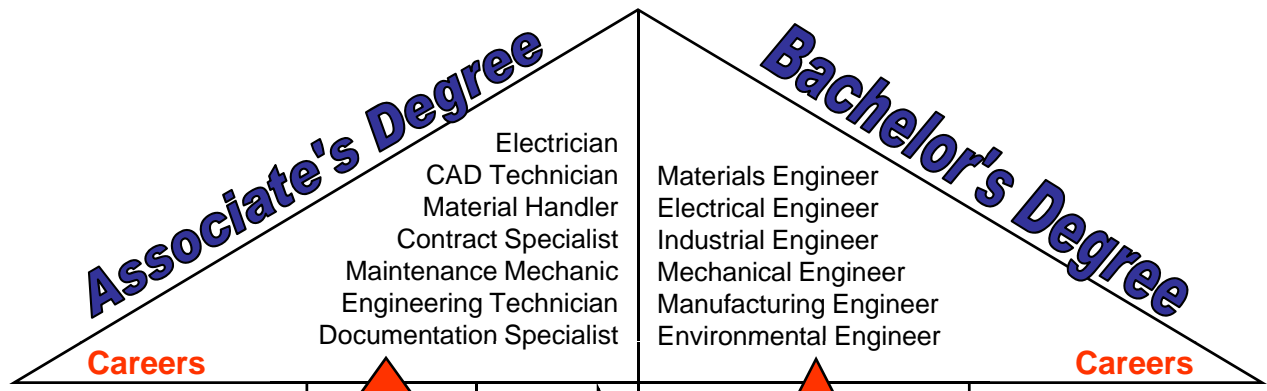 Associate's Degree
Electrician
CAD Technician
Material Handler
Contract Specialist
Maintenance Mechanic
Engineering Technician
Documentation Specialist
Careers
Bachelor's Degree
Materials Engineer
Electrical Engineer
Industrial Engineer
Mechanical Engineer
Manufacturing Engineer
Environmental Engineer
Careers